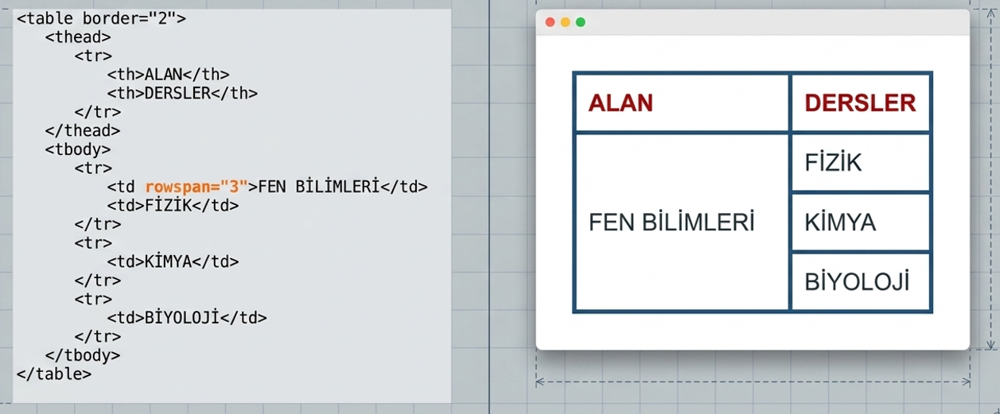 <table border="2">
<thead>
<tr>
<th>ALAN</th>
<th>DERSLER</th>
</tr>
</thead>
<tbody>
<tr>
<td rowspan="3">FEN BİLİMLERİ</td>
<td>FİZİK</td>
</tr>
<tr>
<td>KİMYA</td>
</tr>
<tr>
<td>BİYOLOJİ</td>
</tr>
</tbody>
</table>
ALAN DERSLER
FİZİK
FEN BİLİMLERİ KİMYA
BİYOLOJİ